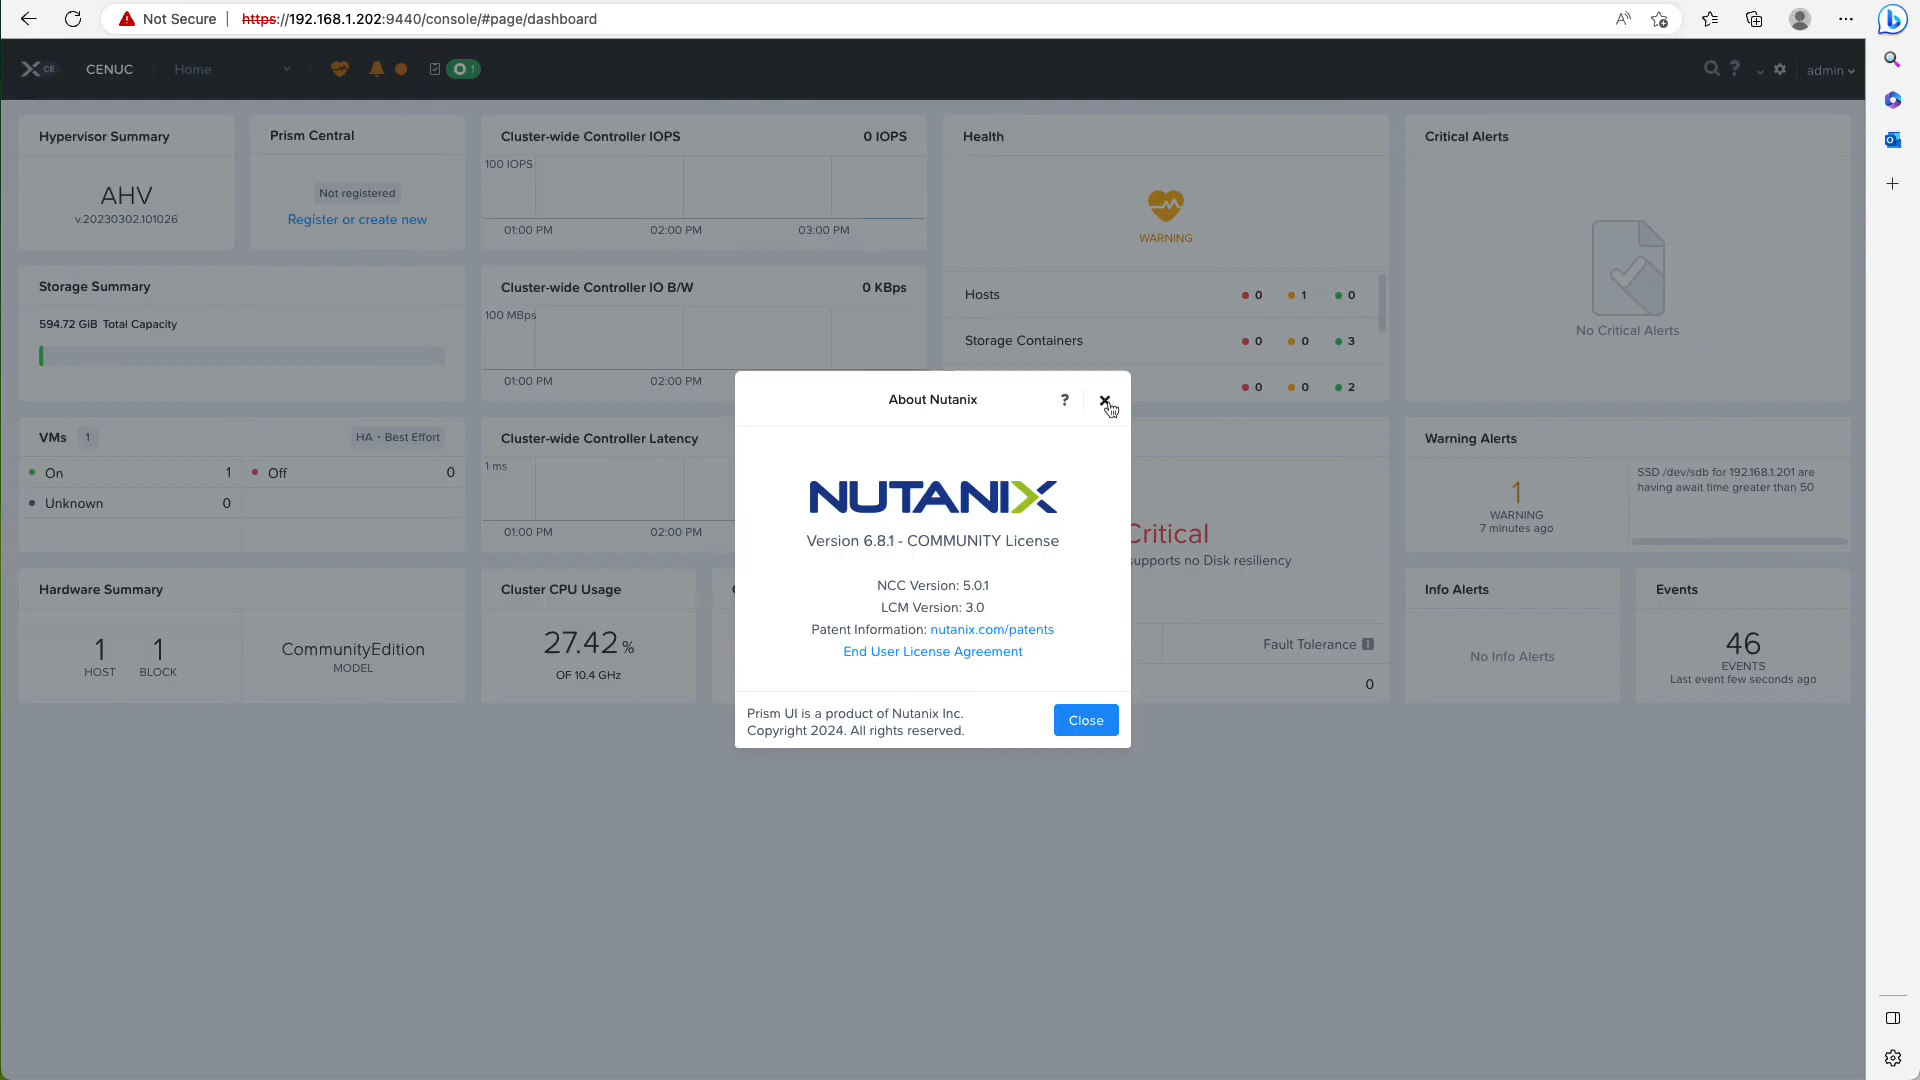 Not Secure | https://192.168.1.202:9440/console/#page/dashboard
X CE CENUC Home 1 ? admin
Hypervisor Summary
AHV
v.20230302.101026
Prism Central
Not registered
Register or create new
Cluster-wide Controller IOPS 0 IOPS
100 IOPS
01:00 PM 02:00 PM 03:00 PM
Health
WARNING
Hosts 0 1 0
Storage Containers 0 0 3
0 0 2
Critical Alerts
No Critical Alerts
Storage Summary
594.72 GiB Total Capacity
Cluster-wide Controller IO B/W 0 KBps
100 MBps
01:00 PM 02:00 PM
VMs 1 HA • Best Effort
On 1 Off 0
Unknown 0
Cluster-wide Controller Latency
1 ms
01:00 PM 02:00 PM
About Nutanix ?
NUTANIX
Version 6.8.1 - COMMUNITY License
NCC Version: 5.0.1
LCM Version: 3.0
Patent Information: nutanix.com/patents
End User License Agreement
Prism UI is a product of Nutanix Inc.
Copyright 2024. All rights reserved.
Close
Critical
supports no Disk resiliency
Fault Tolerance
0
Warning Alerts
1
WARNING
7 minutes ago
SSD /dev/sdb for 192.168.1.201 are
having await time greater than 50
Hardware Summary
1 1
HOST BLOCK
CommunityEdition
MODEL
Cluster CPU Usage
27.42 %
OF 10.4 GHz
Info Alerts
No Info Alerts
Events
46
EVENTS
Last event few seconds ago